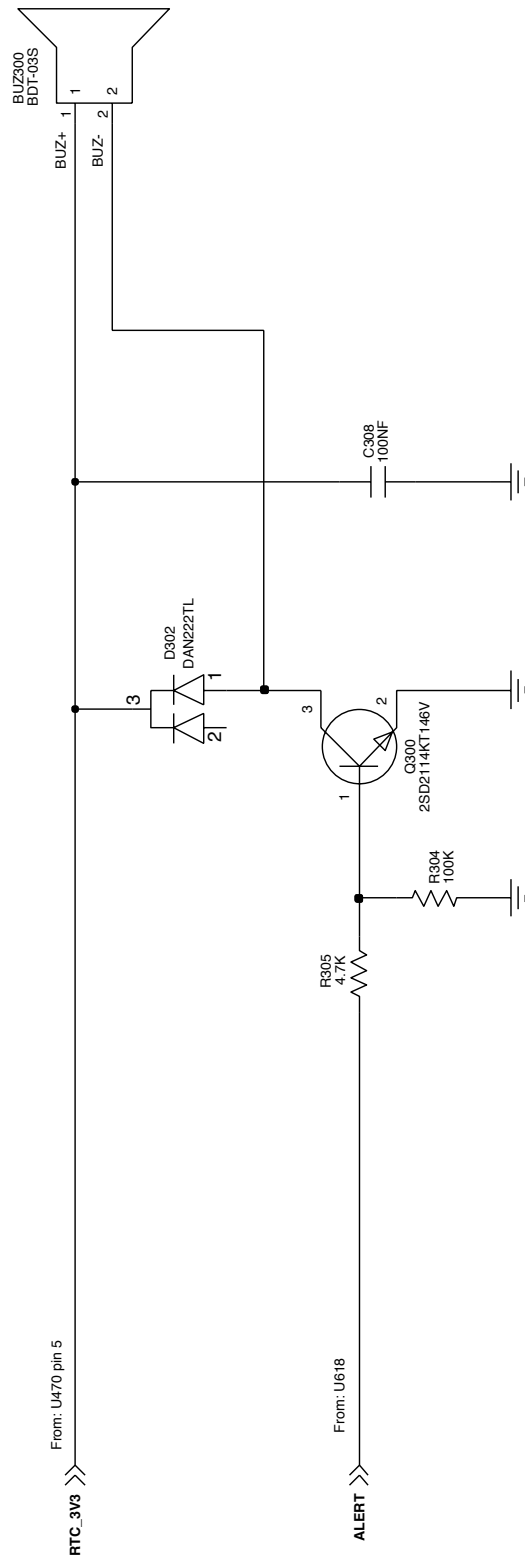 BUZ300
BDT-03S
1
2
1
2
BUZ+
BUZ-
C308
100NF
D302
DAN222TL
3
1
2
3
2
1
Q300
2SD2114KT146V
R304
100K
R305
4.7K
From: U470 pin 5
RTC_3V3
From: U618
ALERT